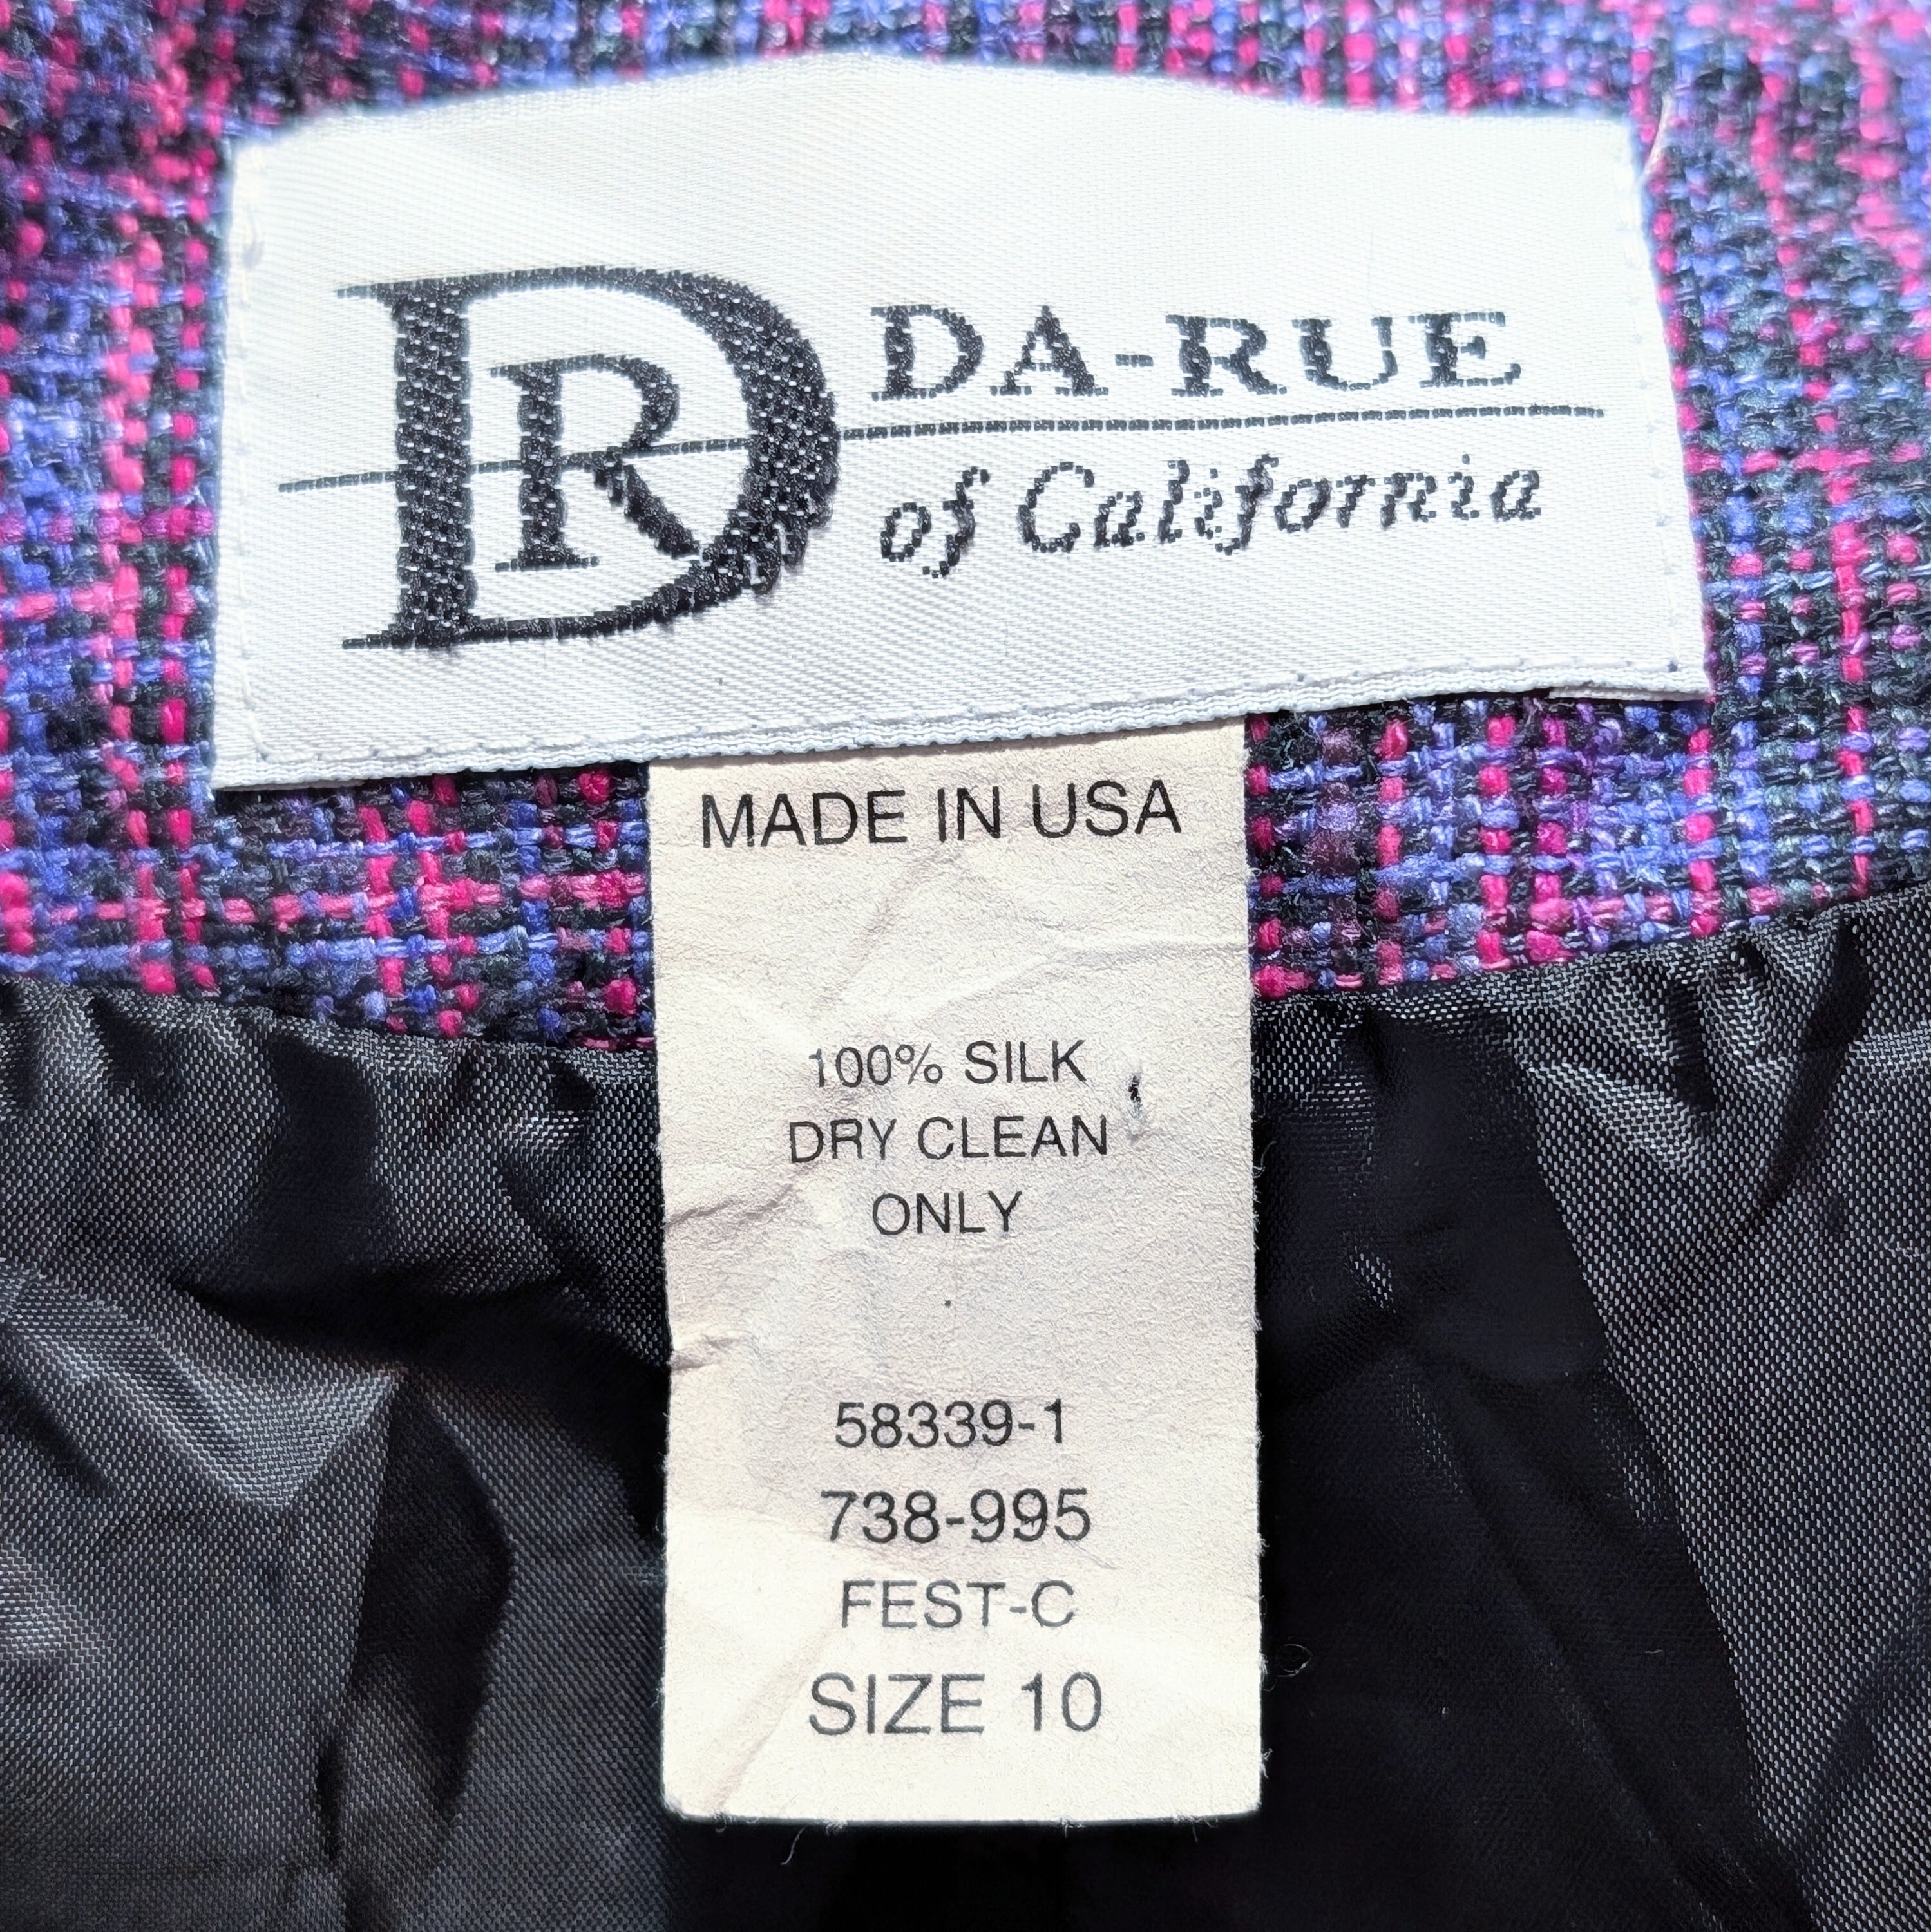 DR
DA-RUE
of California
MADE IN USA
100% SILK
DRY CLEAN
ONLY
58339-1
738-995
FEST-C
SIZE 10